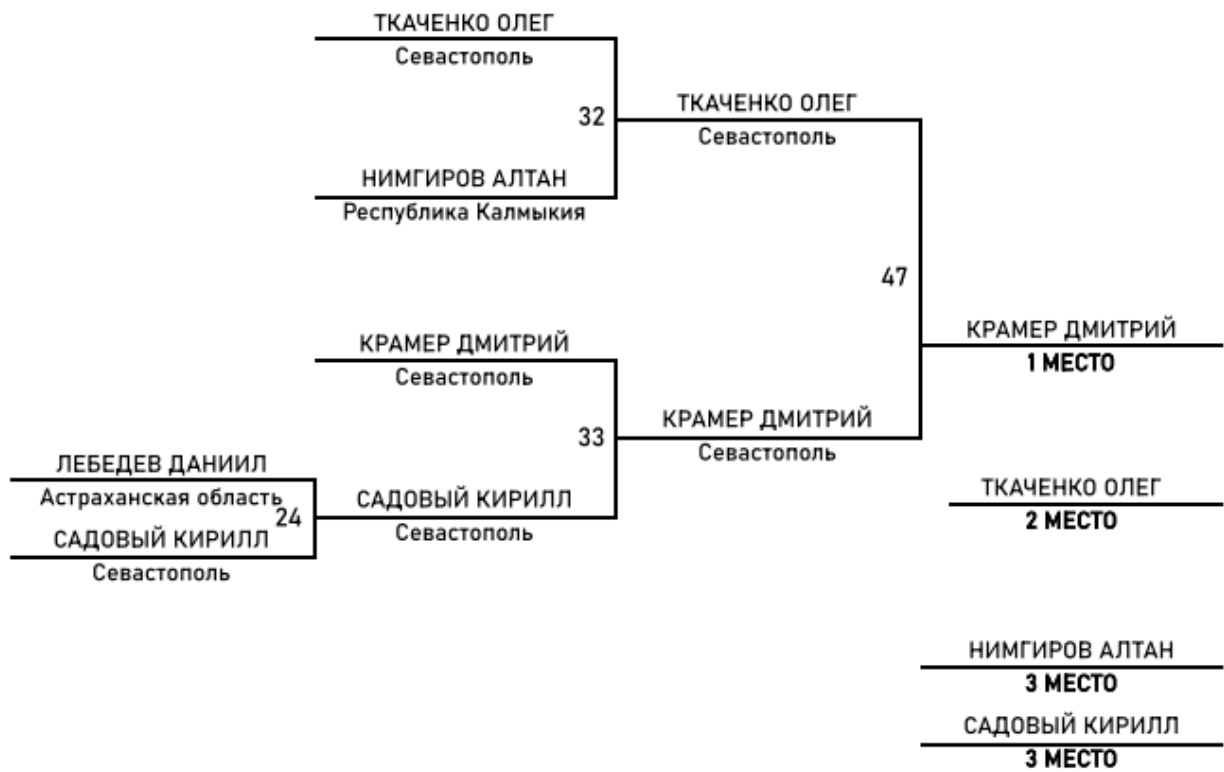 ТКАЧЕНКО ОЛЕГ
Севастополь
32
ТКАЧЕНКО ОЛЕГ
Севастополь
НИМГИРОВ АЛТАН
Республика Калмыкия
47
КРАМЕР ДМИТРИЙ
Севастополь
КРАМЕР ДМИТРИЙ
1 МЕСТО
33
КРАМЕР ДМИТРИЙ
Севастополь
ЛЕБЕДЕВ ДАНИИЛ
Астраханская область
24
САДОВЫЙ КИРИЛЛ
Севастополь
САДОВЫЙ КИРИЛЛ
Севастополь
ТКАЧЕНКО ОЛЕГ
2 МЕСТО
НИМГИРОВ АЛТАН
3 МЕСТО
САДОВЫЙ КИРИЛЛ
3 МЕСТО